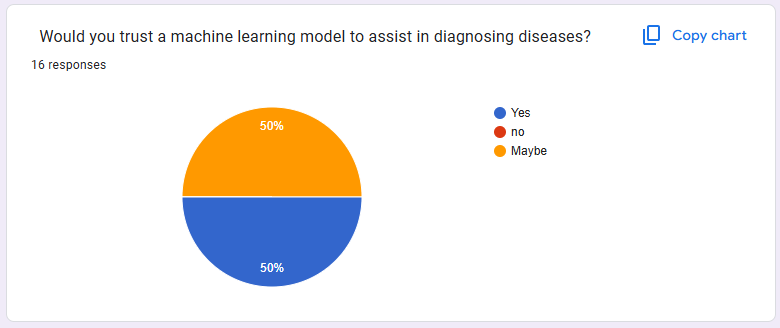 Would you trust a machine learning model to assist in diagnosing diseases?
Copy chart
16 responses
50%
50%
Yes
no
Maybe